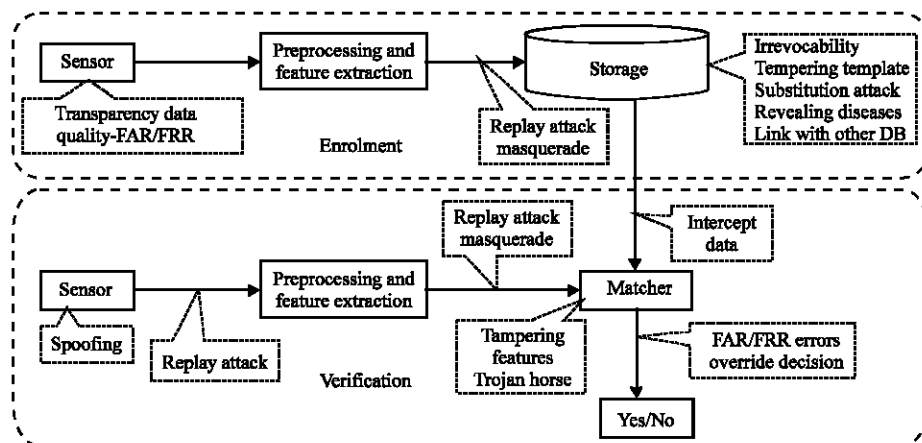 Sensor
Preprocessing and
feature extraction
Storage
Irrevocability
Tempering template
Substitution attack
Revealing diseases
Link with other DB
Transparency data
quality-FAR/FRR
Enrolment
Replay attack
masquerade
Replay attack
masquerade
Intercept
data
Sensor
Preprocessing and
feature extraction
Matcher
Spoofing
Replay attack
Tampering
features
Trojan horse
FAR/FRR errors
override decision
Verification
Yes/No